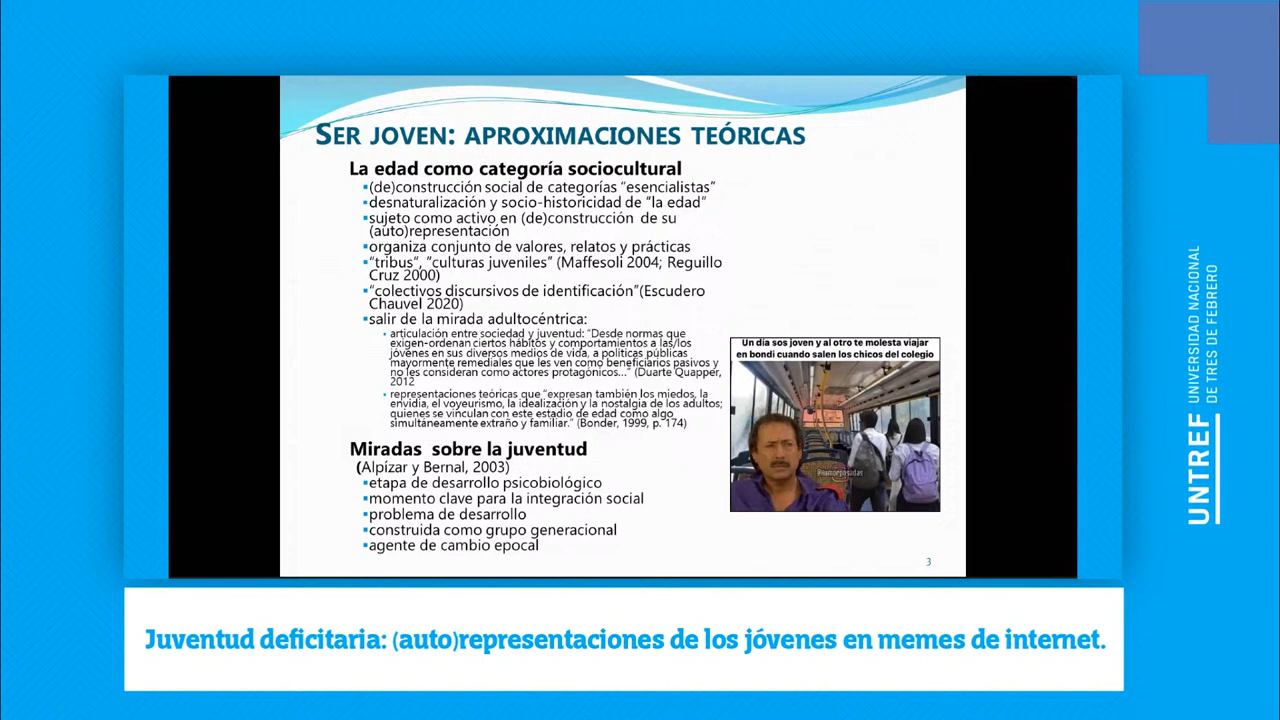 SER JOVEN: APROXIMACIONES TEÓRICAS
La edad como categoría sociocultural
(de)construcción social de categorías “esencialistas”
desnaturalización y socio-historicidad de “la edad”
sujeto como activo en (de)construcción de su
(auto)representación
organiza conjunto de valores, relatos y prácticas
“tribus”, ”culturas juveniles” (Maffesoli 2004; Reguillo
Cruz 2000)
“colectivos discursivos de identificación”(Escudero
Chauvel 2020)
salir de la mirada adultocéntrica:
articulación entre sociedad y juventud: “Desde normas que
exigen-ordenan ciertos hábitos y comportamientos a las/los
jóvenes en sus diversos medios de vida, a políticas públicas
mayormente remediales que les ven como beneficiarios pasivos y
no les consideran como actores protagónicos…” (Duarte Quapper,
2012
representaciones teóricas que “expresan también los miedos, la
envidia, el voyeurismo, la idealización y la nostalgia de los adultos;
quienes se vinculan con este estadio de edad como algo
simultáneamente extraño y familiar.” (Bonder, 1999, p. 174)
Miradas sobre la juventud
(Alpízar y Bernal, 2003)
etapa de desarrollo psicobiológico
momento clave para la integración social
problema de desarrollo
construida como grupo generacional
agente de cambio epocal
Un día sos joven y al otro te molesta viajar
en bondi cuando salen los chicos del colegio
3
UNTREF
UNIVERSIDAD NACIONAL
DE TRES DE FEBRERO
Juventud deficitaria: (auto)representaciones de los jóvenes en memes de internet.